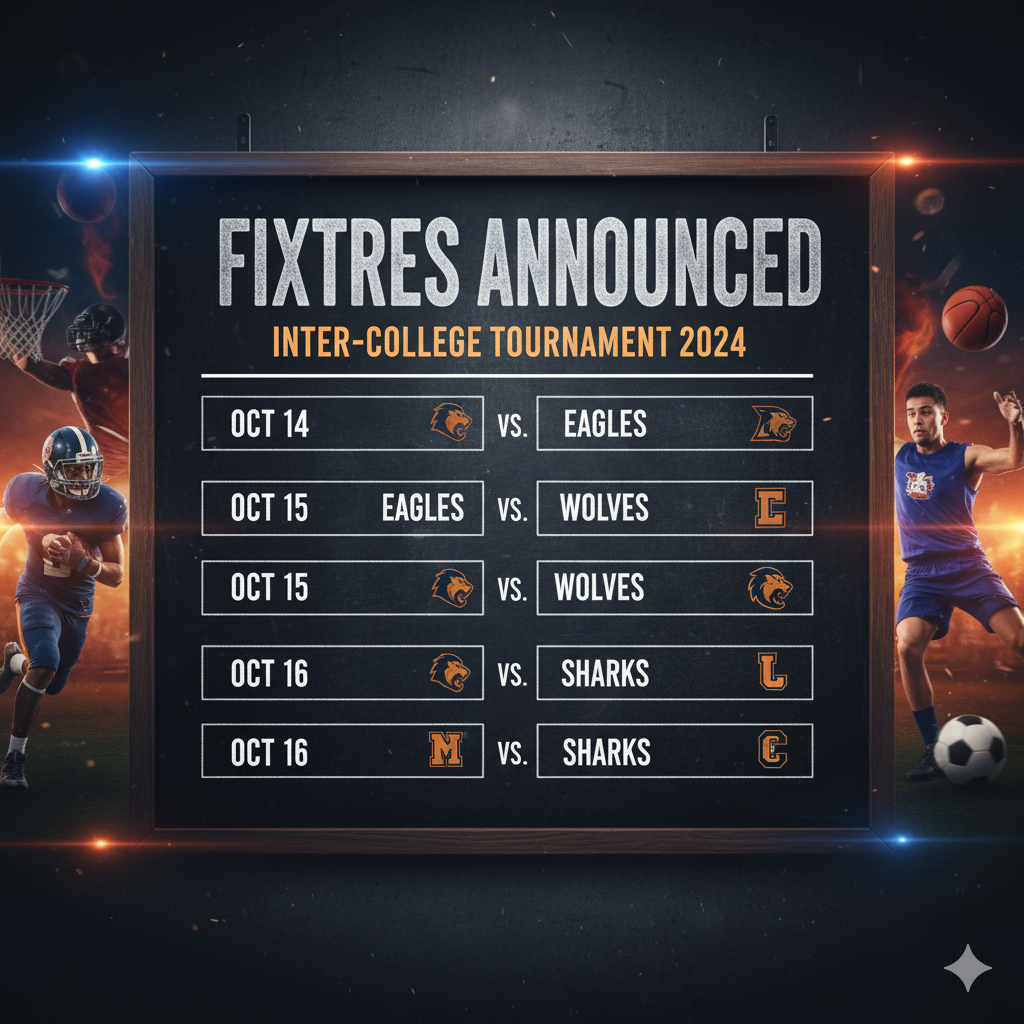 FIXTRES ANNOUNCED
INTER-COLLEGE TOURNAMENT 2024
OCT 14 VS. EAGLES
OCT 15 EAGLES VS. WOLVES C
OCT 15 VS. WOLVES
OCT 16 VS. SHARKS L
OCT 16 M VS. SHARKS C